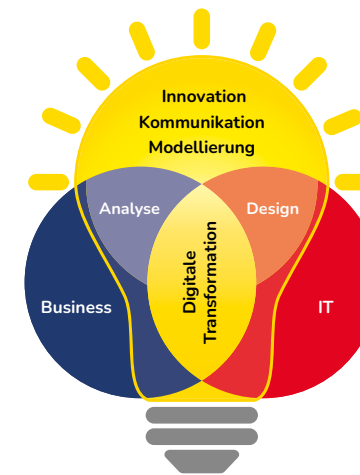 Innovation
Kommunikation
Modellierung
Analyse
Design
Digitale
Transformation
Business
IT